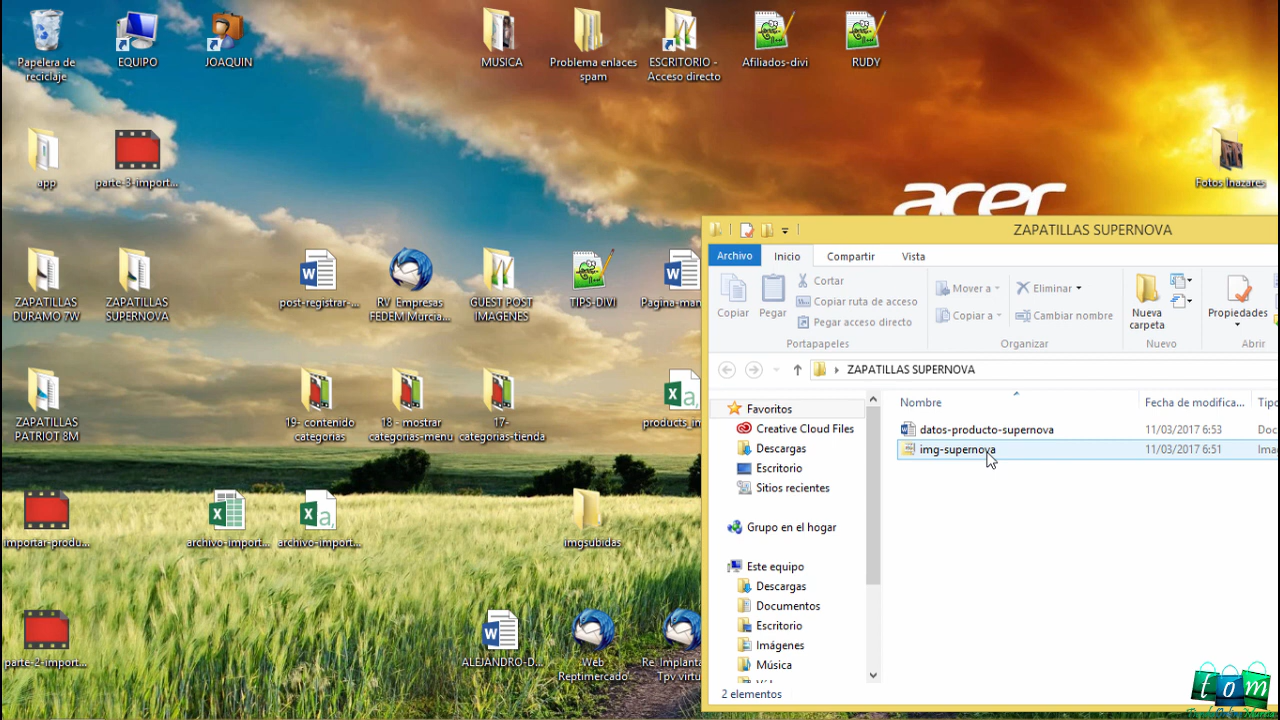 Papelera de
reciclaje
EQUIPO
JOAQUIN
MUSICA
Problema enlaces
spam
ESCRITORIO -
Acceso directo
Afiliados-divi
RUDY
app
parte-3-import...
Fotos Inazares
acer
ZAPATILLAS
DURAMO 7W
ZAPATILLAS
SUPERNOVA
post-registrar-...
RV_Empresas
FEDEM Murcia...
GUEST POST
IMAGENES
TIPS-DIVI
Pagina-man
ZAPATILLAS
PATRIOT 8M
19- contenido
categorias
18 - mostrar
categorias-menu
17-
categorias-tienda
products_in
importar-produ...
archivo-import...
archivo-import...
imgsubidas
parte-2-import...
ALEJANDRO-D...
Web
Reptimercado
Re_Implanta
Tpv virtu
ZAPATILLAS SUPERNOVA
Archivo
Inicio
Compartir
Vista
Copiar
Pegar
Cortar
Copiar ruta de acceso
Pegar acceso directo
Portapapeles
Mover a
Copiar a
Eliminar
Cambiar nombre
Organizar
Nueva
carpeta
Nuevo
Propiedades
Abrir
ZAPATILLAS SUPERNOVA
Favoritos
Creative Cloud Files
Descargas
Escritorio
Sitios recientes
Grupo en el hogar
Este equipo
Descargas
Documentos
Escritorio
Imágenes
Música
Nombre
Fecha de modifica...
Tipo
datos-producto-supernova
11/03/2017 6:53
Doc
img-supernova
11/03/2017 6:51
Ima
2 elementos
tom